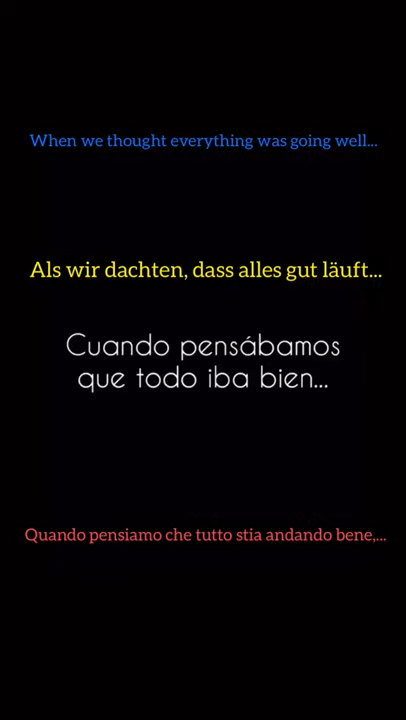 When we thought everything was going well...
Als wir dachten, dass alles gut läuft...
Cuando pensábamos
que todo iba bien...
Quando pensiamo che tutto stia andando bene,...